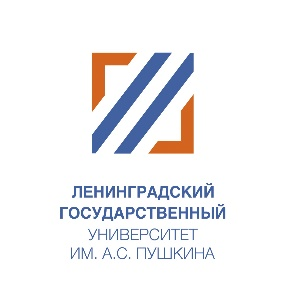 ЛЕНИНГРАДСКИЙ
ГОСУДАРСТВЕННЫЙ
УНИВЕРСИТЕТ
ИМ. А.С. ПУШКИНА